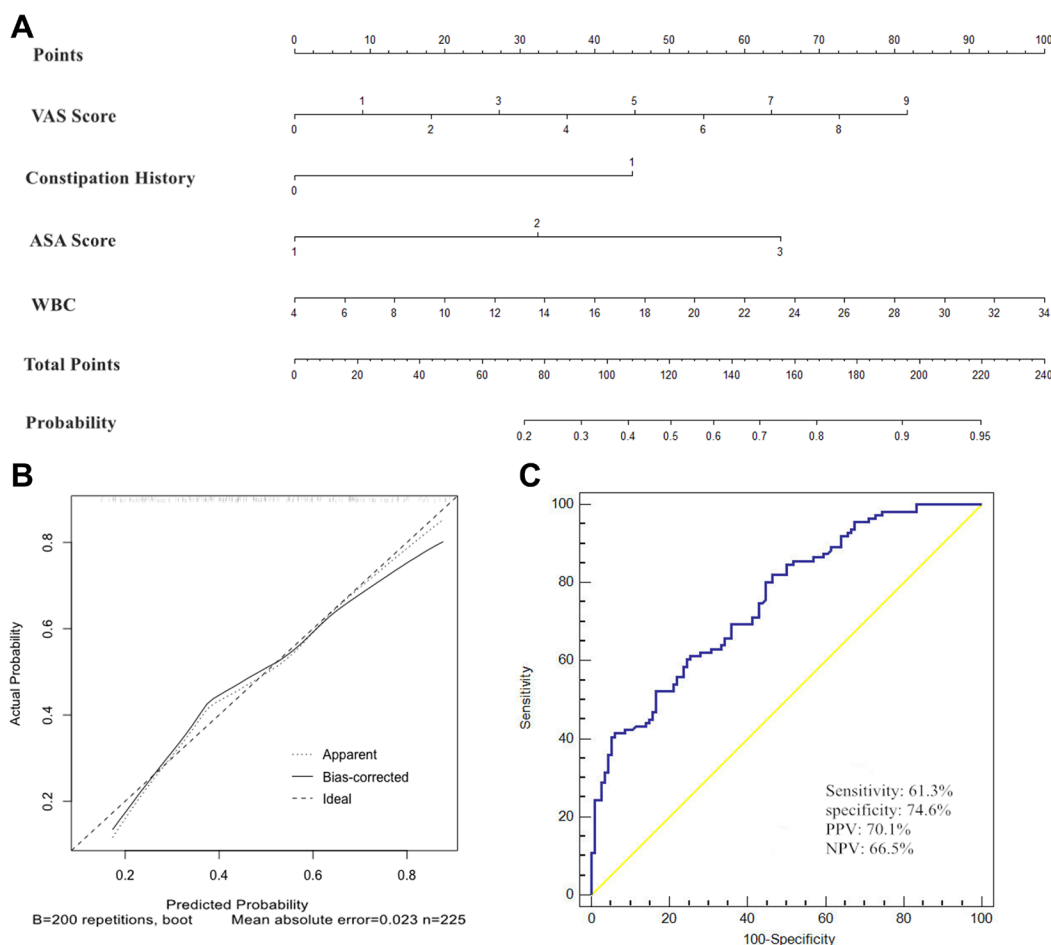 A
Points
0 10 20 30 40 50 60 70 80 90 100
VAS Score
1 3 5 7 9
0 2 4 6 8
Constipation History
1
0
ASA Score
2
1 3
WBC
4 6 8 10 12 14 16 18 20 22 24 26 28 30 32 34
Total Points
0 20 40 60 80 100 120 140 160 180 200 220 240
Probability
0.2 0.3 0.4 0.5 0.6 0.7 0.8 0.9 0.95
B
Actual Probability
0.8
0.6
0.4
0.2
Apparent
Bias-corrected
Ideal
0.2 0.4 0.6 0.8
Predicted Probability
B=200 repetitions, boot Mean absolute error=0.023 n=225
C
Sensitivity
100
80
60
40
20
0
Sensitivity: 61.3%
specificity: 74.6%
PPV: 70.1%
NPV: 66.5%
0 20 40 60 80 100
100-Specificity